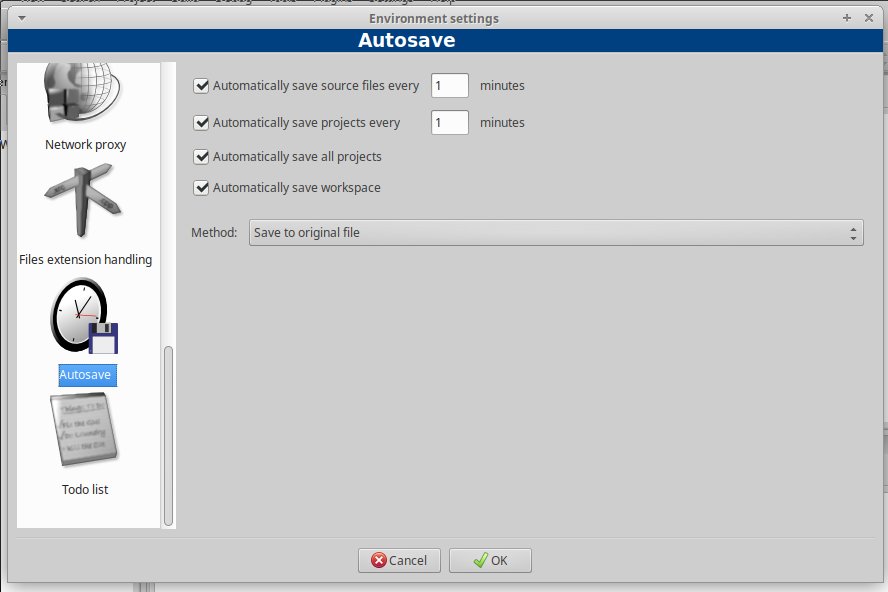 Environment settings
Autosave
Network proxy
Files extension handling
Autosave
Todo list
Automatically save source files every 1 minutes
Automatically save projects every 1 minutes
Automatically save all projects
Automatically save workspace
Method: Save to original file
Cancel OK